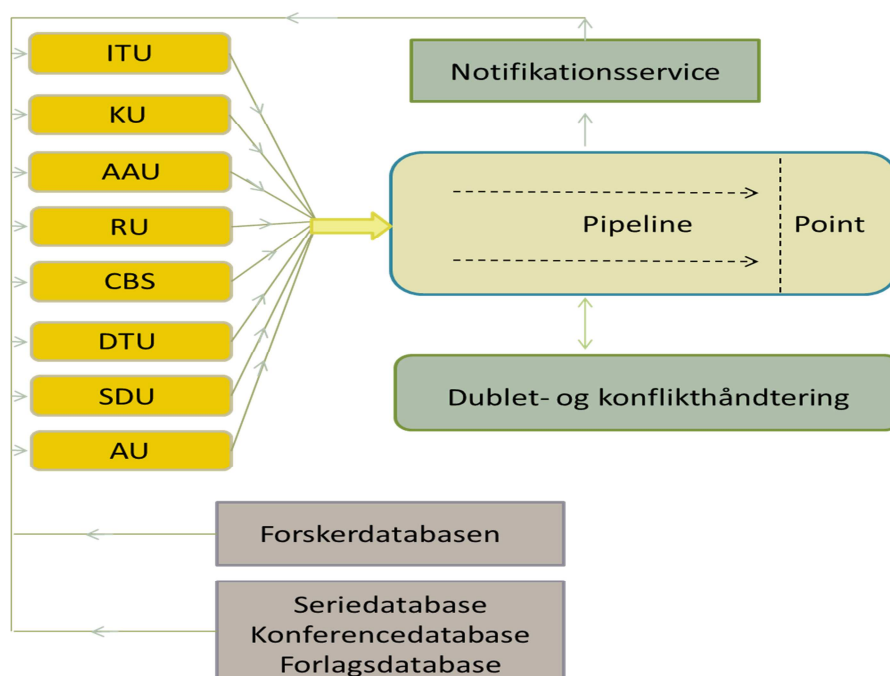 ITU
KU
AAU
RU
CBS
DTU
SDU
AU
Notifikationsservice
Pipeline
Point
Dublet- og konflikthåndtering
Forskerdatabasen
Seriedatabase
Konferencedatabase
Forlagsdatabase